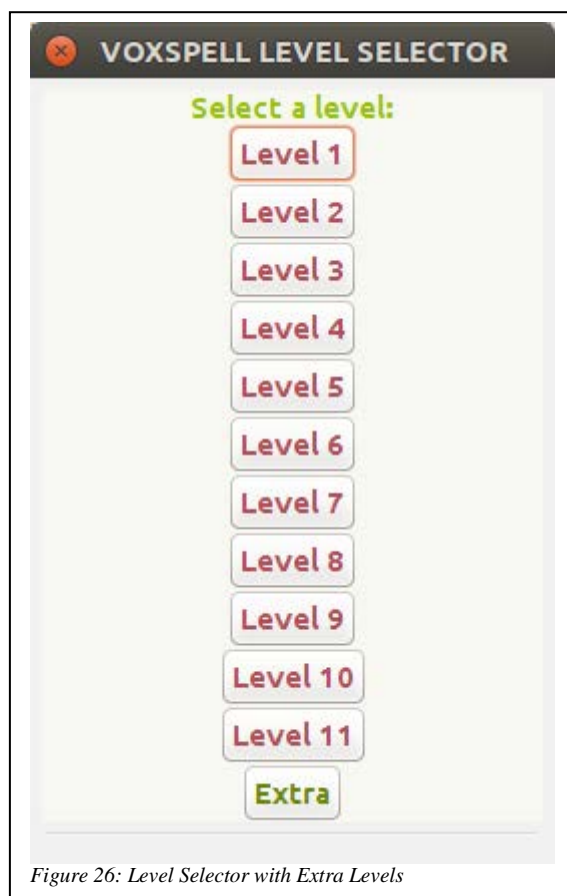 VOXSPELL LEVEL SELECTOR
Select a level:
Level 1
Level 2
Level 3
Level 4
Level 5
Level 6
Level 7
Level 8
Level 9
Level 10
Level 11
Extra
Figure 26: Level Selector with Extra Levels